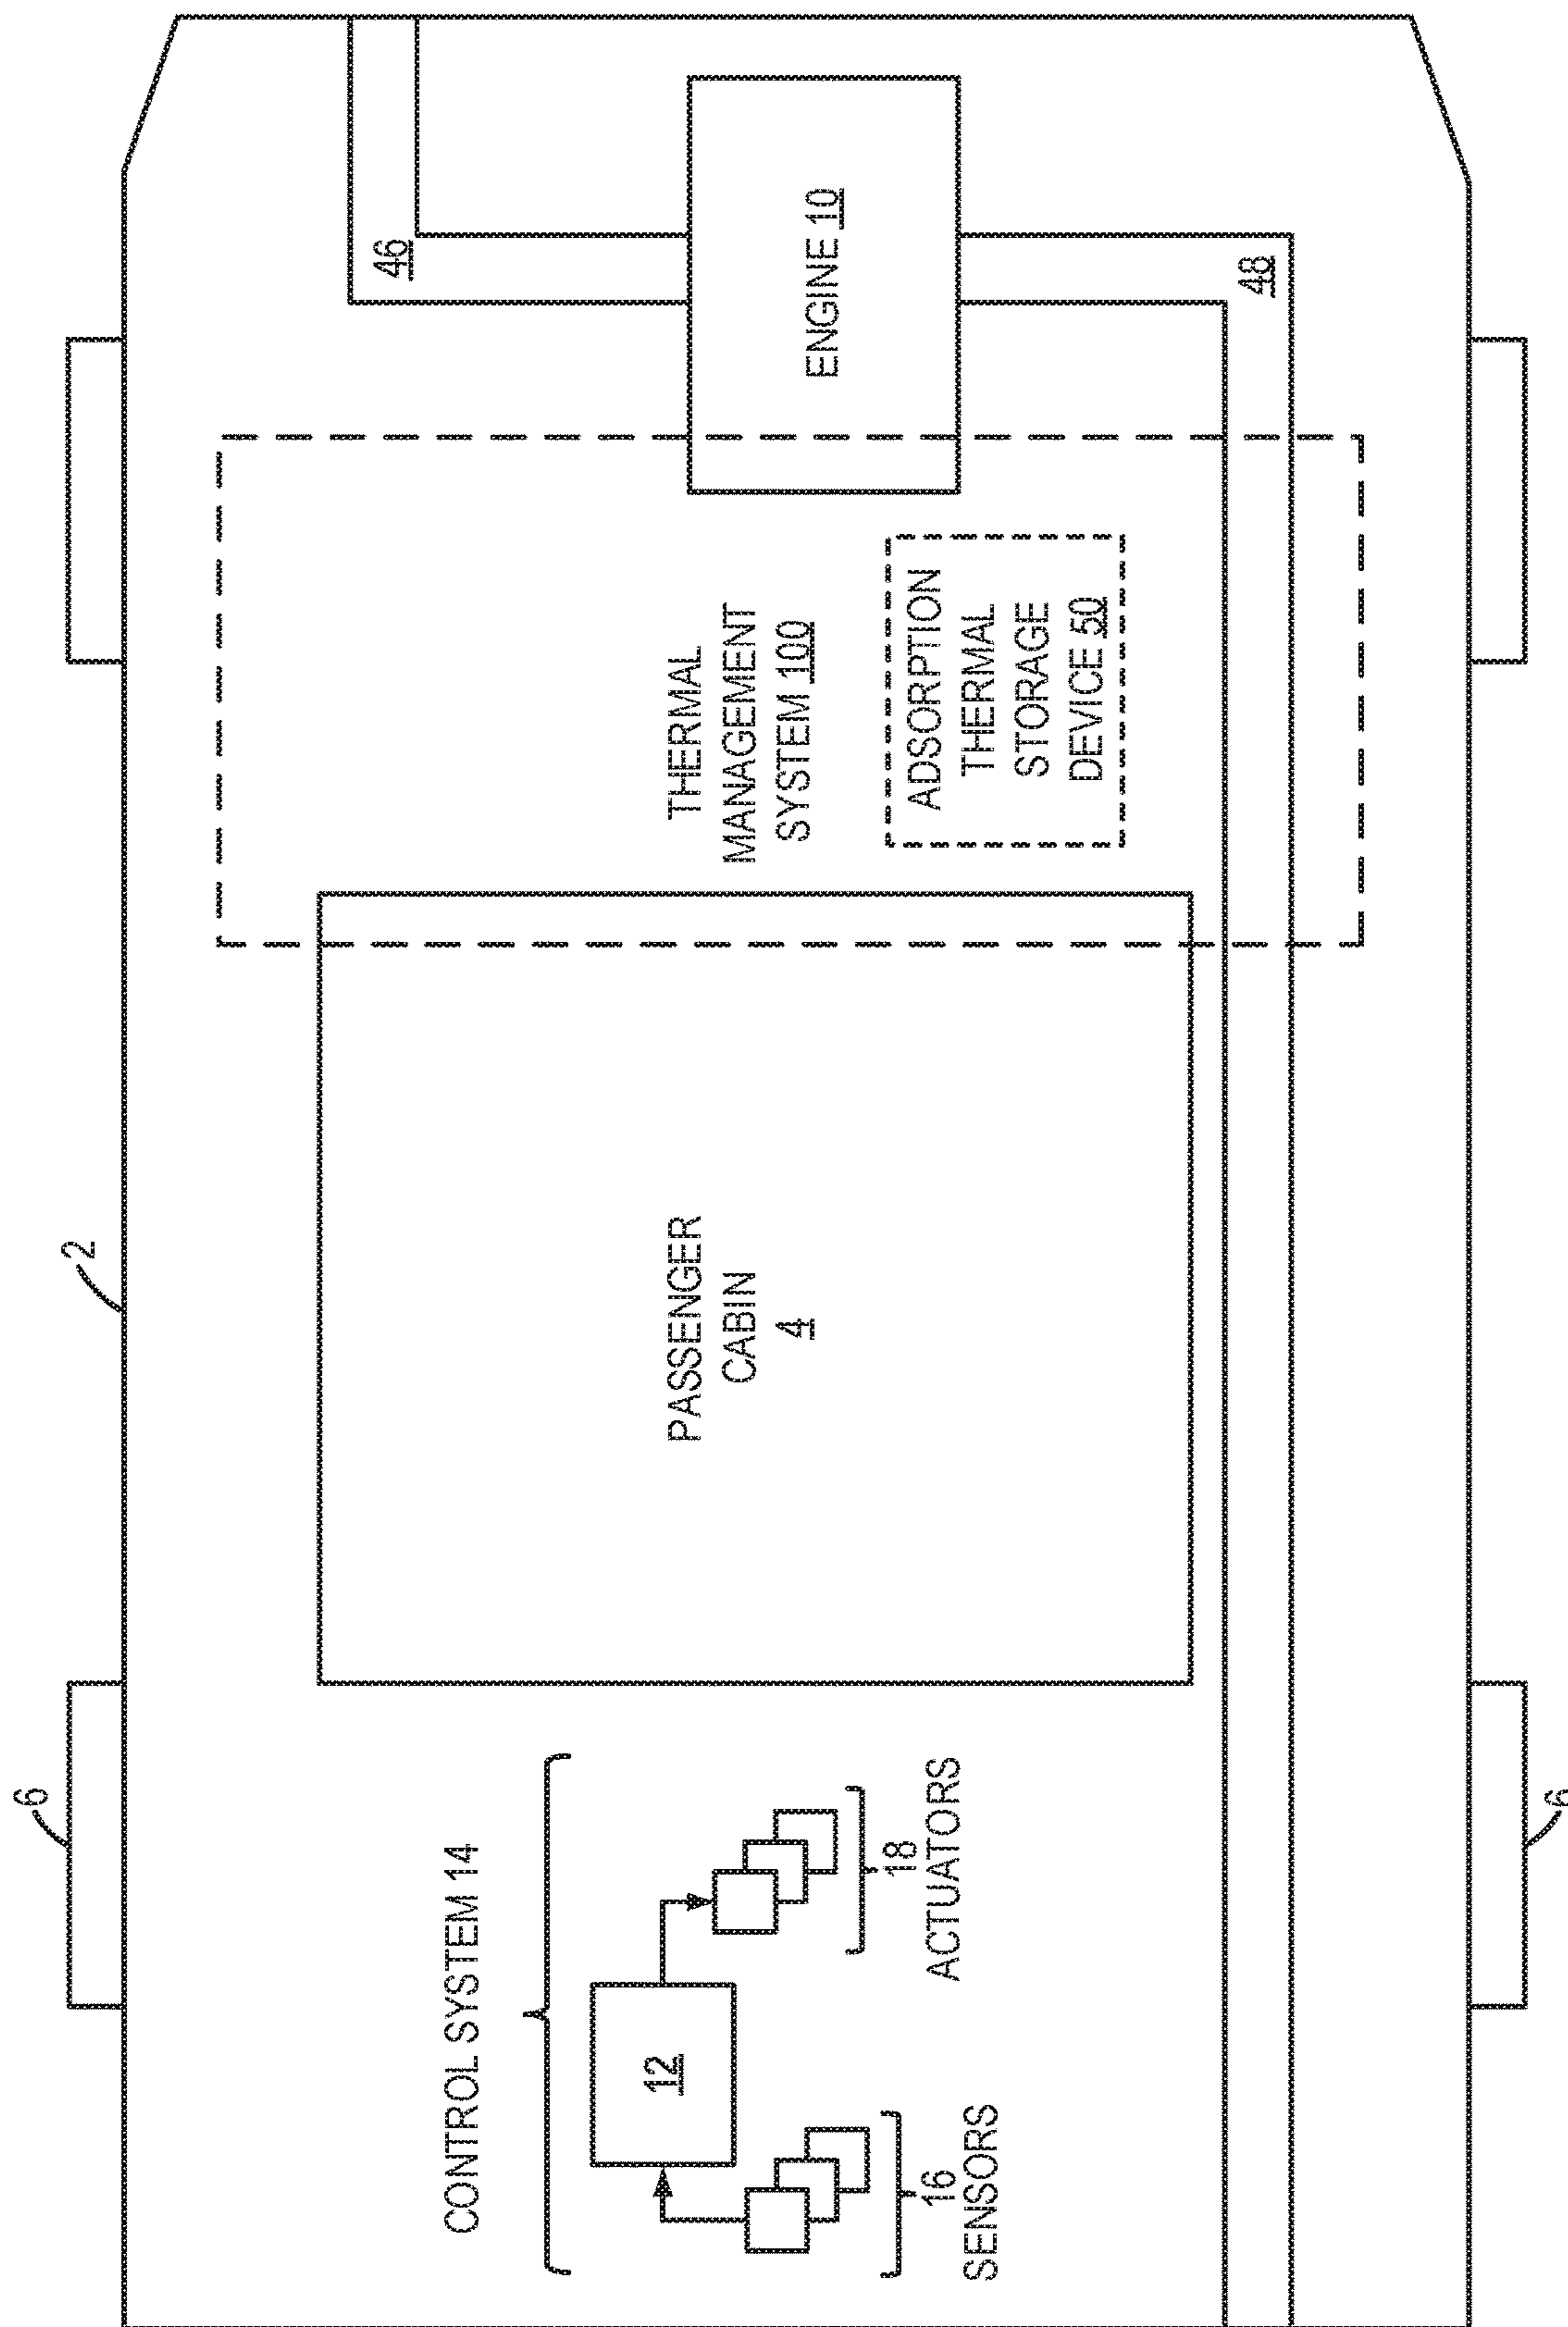 2
6
CONTROL SYSTEM 14
12
18
ACTUATORS
16
SENSORS
PASSENGER
CABIN
4
THERMAL
MANAGEMENT
SYSTEM 100
ADSORPTION
THERMAL
STORAGE
DEVICE 50
46
ENGINE 10
48
6